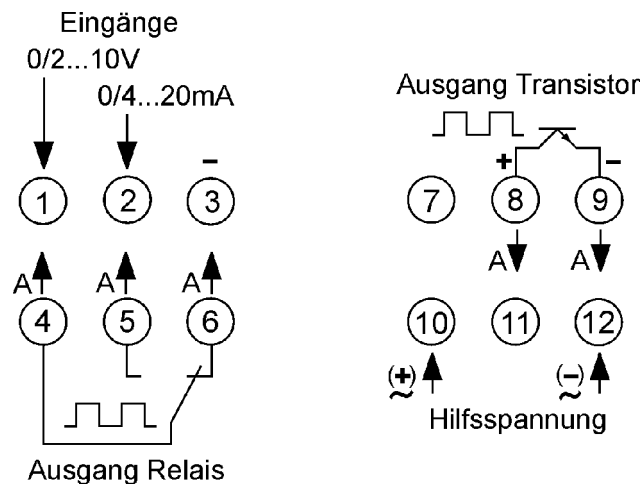 Eingänge
0/2...10V
0/4...20mA
–
1 2 3
A A A
4 5 6
Ausgang Relais
Ausgang Transistor
+ –
7 8 9
A A
10 11 12
(+) (–)
~ ~
Hilfsspannung